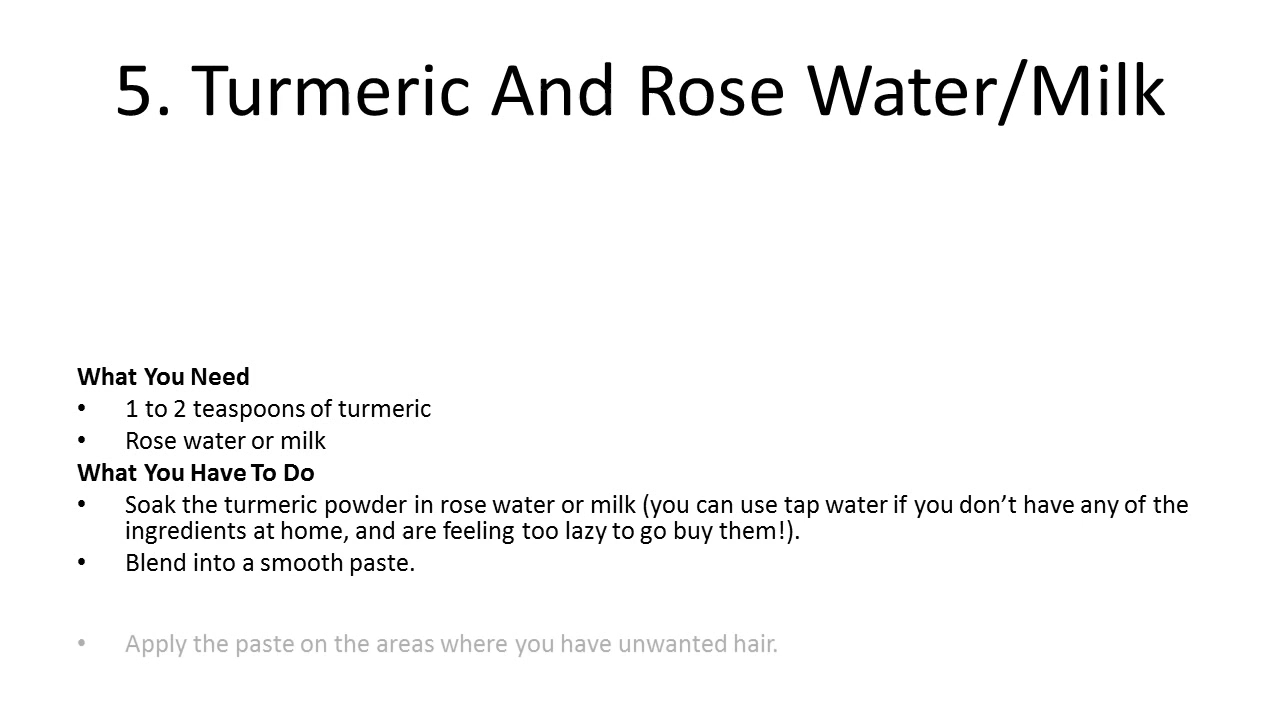 5. Turmeric And Rose Water/Milk
What You Need
• 1 to 2 teaspoons of turmeric
• Rose water or milk
What You Have To Do
• Soak the turmeric powder in rose water or milk (you can use tap water if you don’t have any of the
ingredients at home, and are feeling too lazy to go buy them!).
• Blend into a smooth paste.
• Apply the paste on the areas where you have unwanted hair.